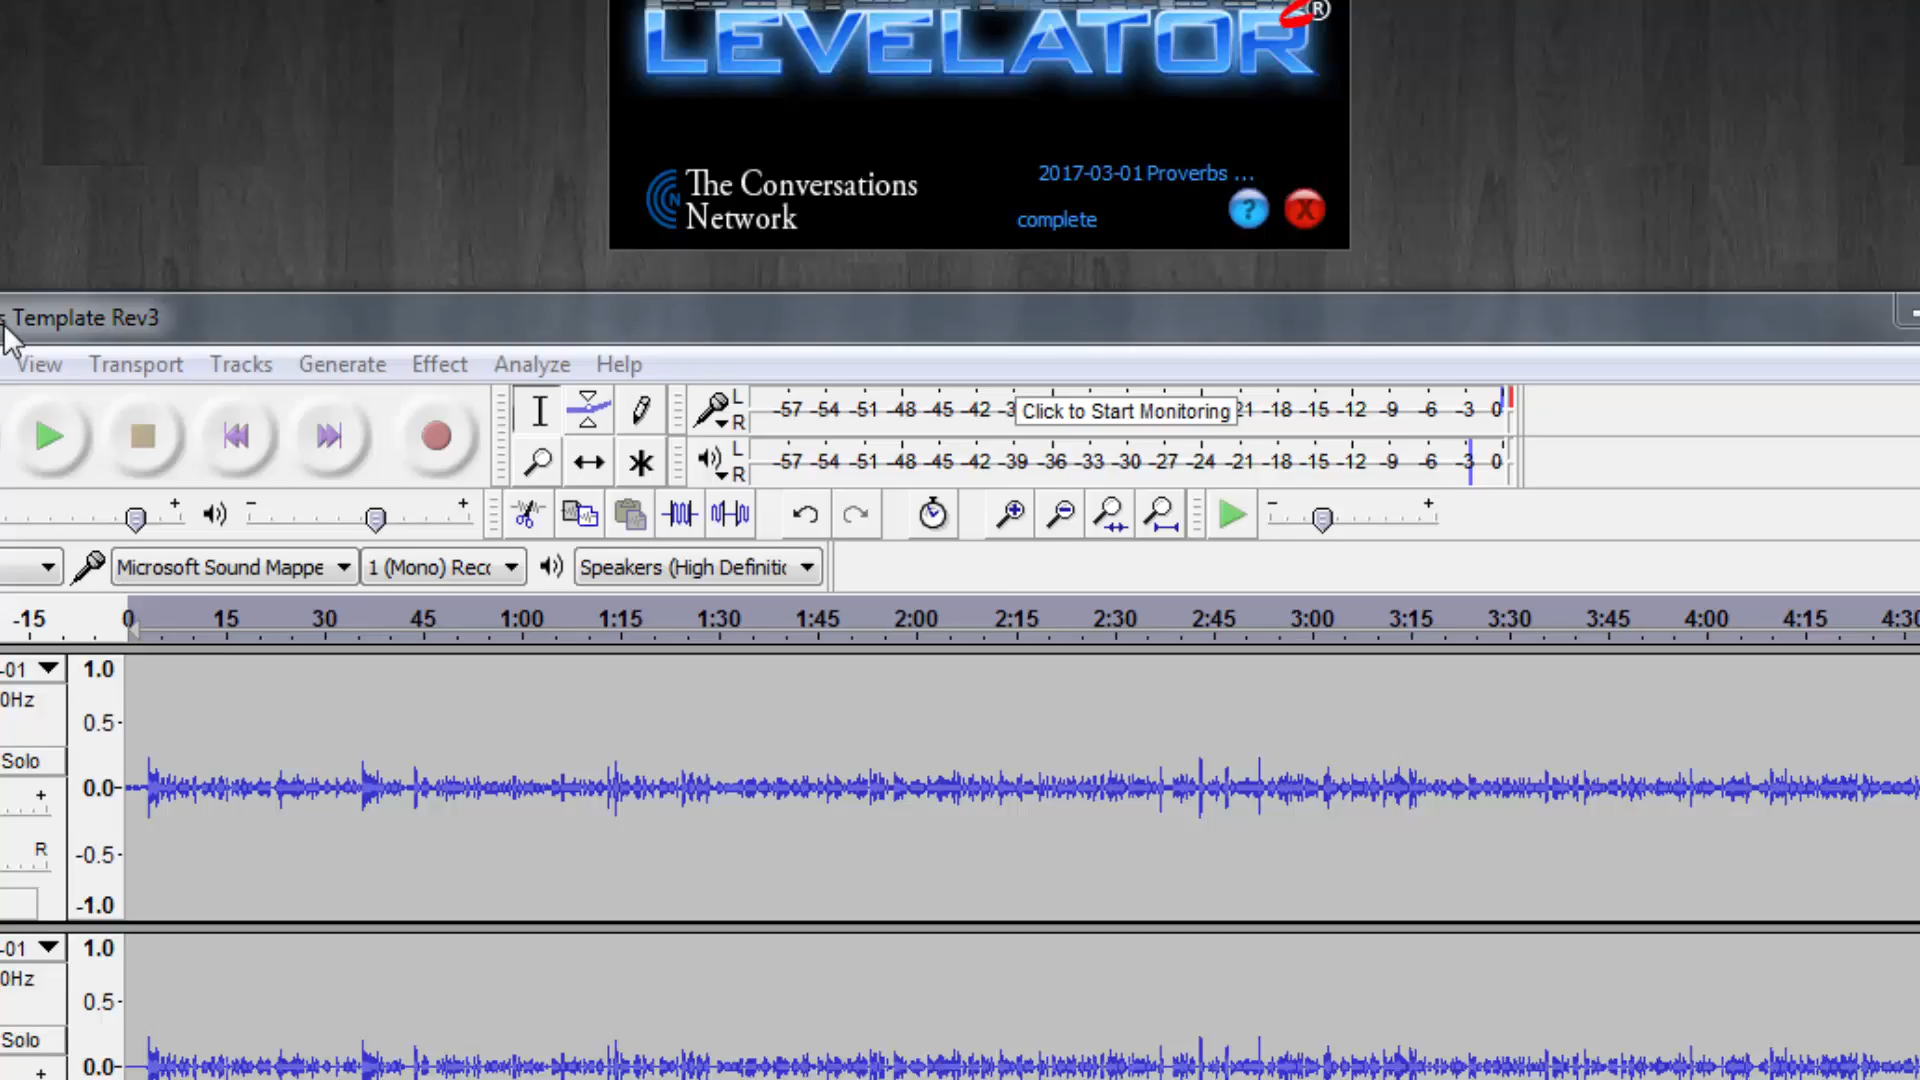 LEVELATOR®
The Conversations
Network
2017-03-01 Proverbs ...
complete
s Template Rev3
View Transport Tracks Generate Effect Analyze Help
L
R
-57 -54 -51 -48 -45 -42 -3 Click to Start Monitoring 21 -18 -15 -12 -9 -6 -3 0
L
R
-57 -54 -51 -48 -45 -42 -39 -36 -33 -30 -27 -24 -21 -18 -15 -12 -9 -6 -3 0
Microsoft Sound Mappe 1 (Mono) Rec Speakers (High Definitic
-15 0 15 30 45 1:00 1:15 1:30 1:45 2:00 2:15 2:30 2:45 3:00 3:15 3:30 3:45 4:00 4:15 4:30
-01 1.0
0Hz
0.5
Solo
0.0
R
-0.5
-1.0
-01 1.0
0Hz
0.5
Solo
0.0